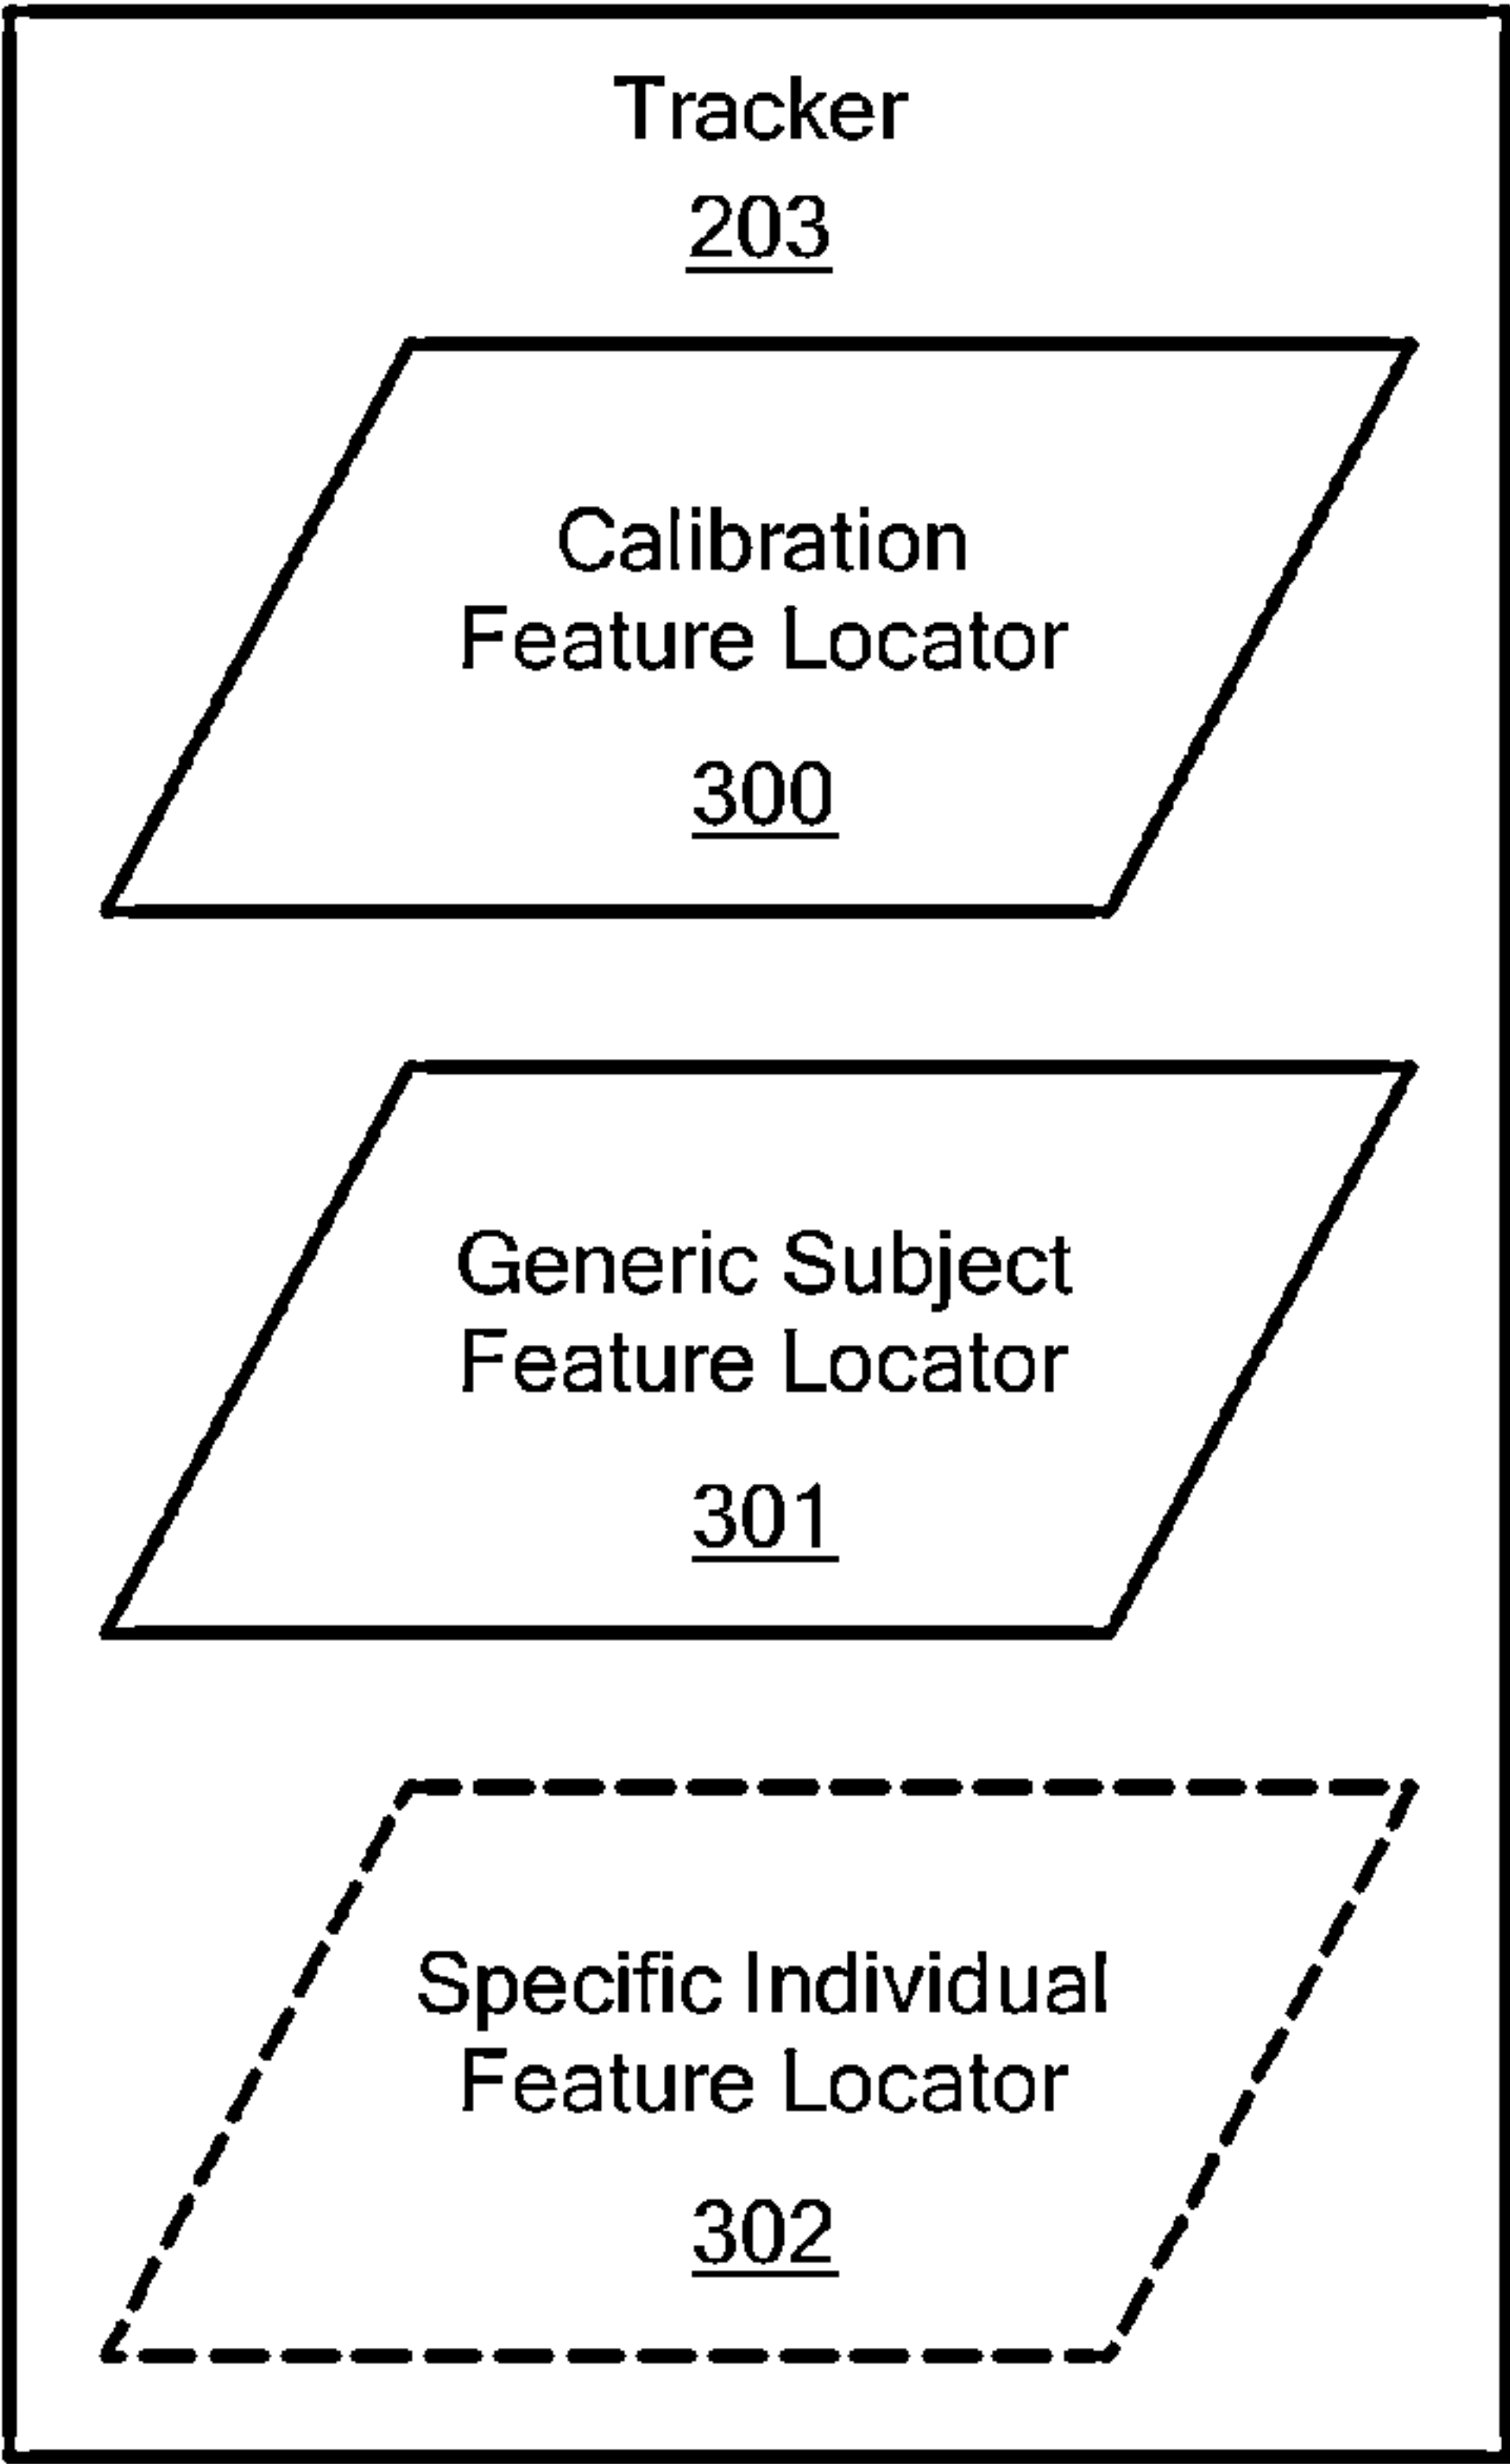 Tracker
203
Calibration
Feature Locator
300
Generic Subject
Feature Locator
301
Specific Individual
Feature Locator
302